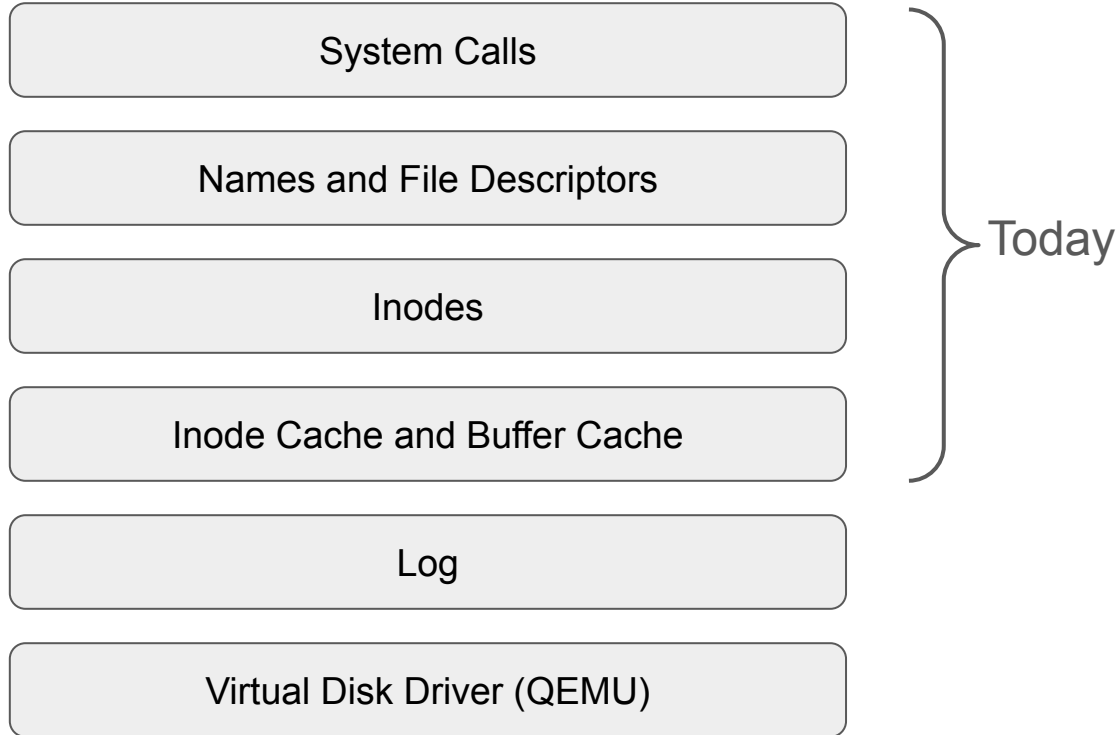 System Calls
Names and File Descriptors
Today
Inodes
Inode Cache and Buffer Cache
Log
Virtual Disk Driver (QEMU)